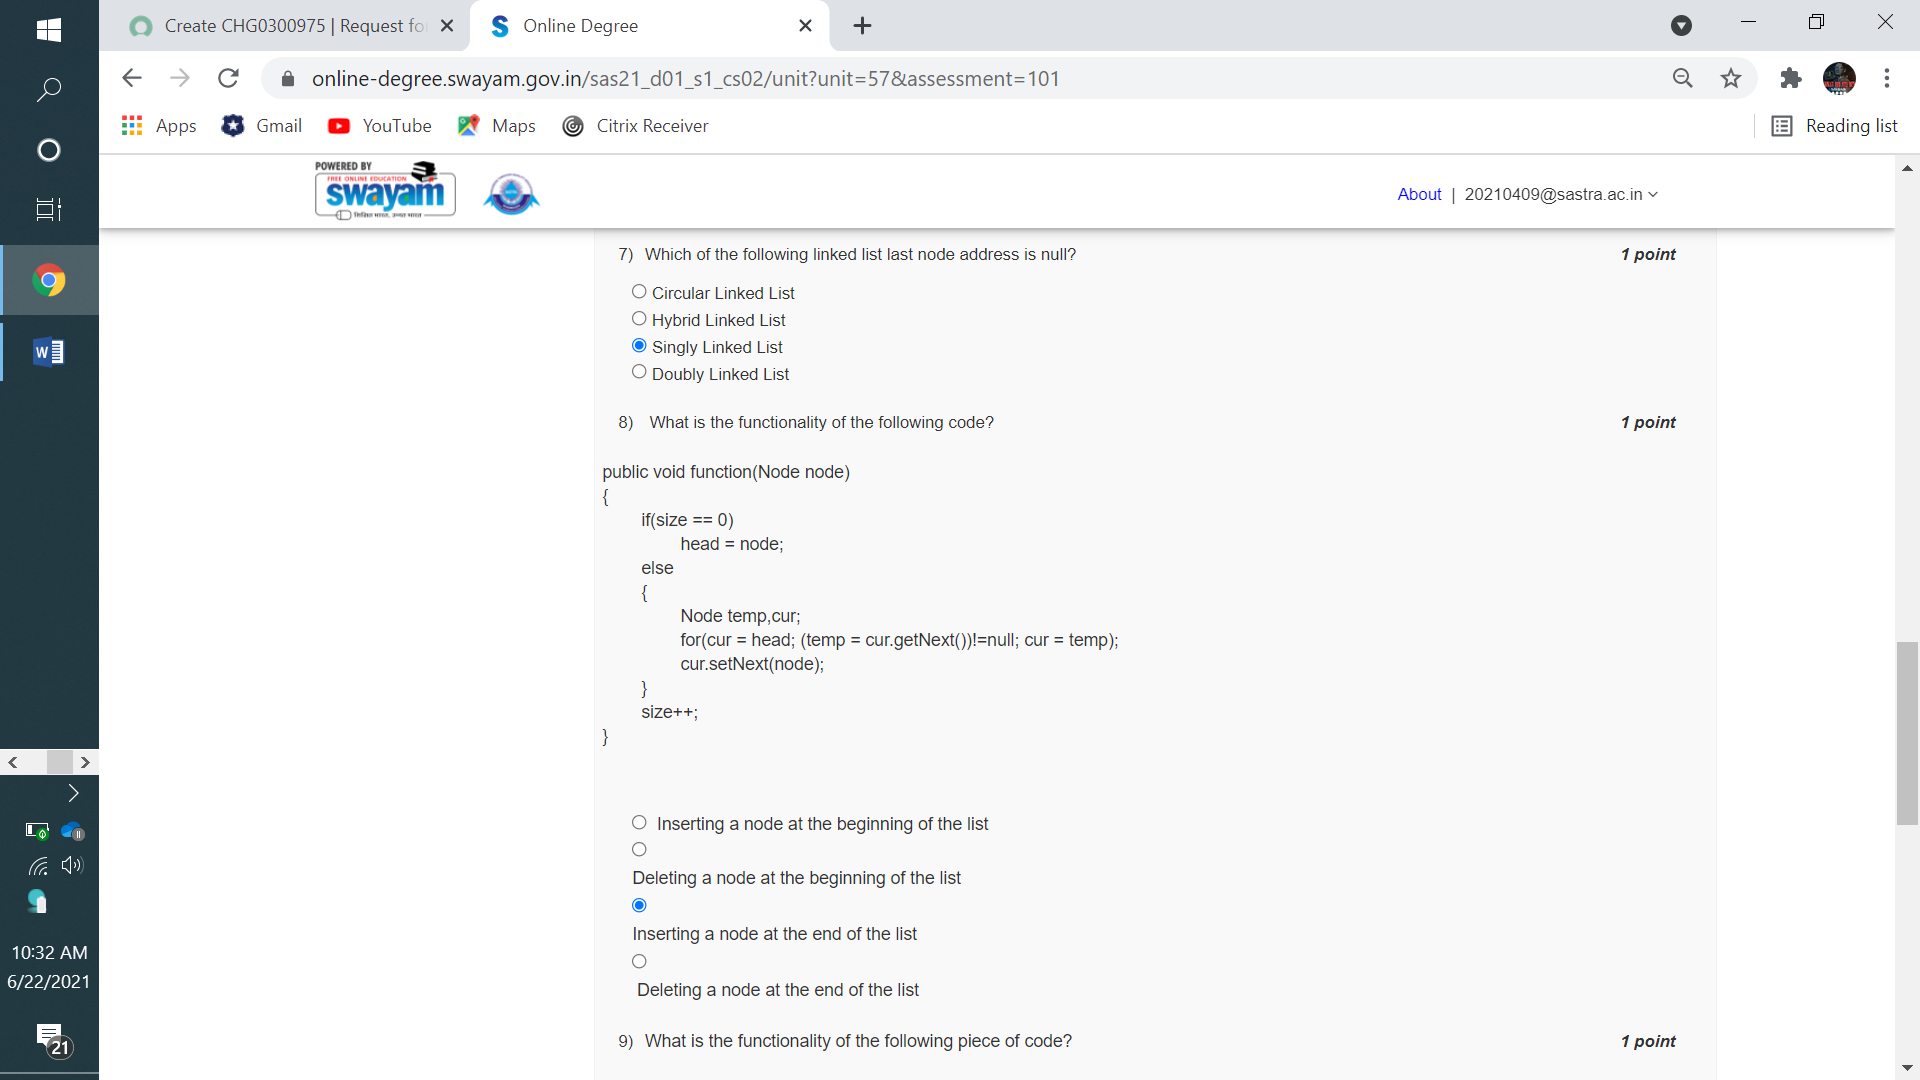 Create CHG0300975 | Request fo
Online Degree
online-degree.swayam.gov.in/sas21_d01_s1_cs02/unit?unit=57&assessment=101
Apps
Gmail
YouTube
Maps
Citrix Receiver
Reading list
POWERED BY
FREE ONLINE EDUCATION
swayam
About | 20210409@sastra.ac.in
7) Which of the following linked list last node address is null?
1 point
Circular Linked List
Hybrid Linked List
Singly Linked List
Doubly Linked List
8) What is the functionality of the following code?
1 point
public void function(Node node)
{
if(size == 0)
head = node;
else
{
Node temp,cur;
for(cur = head; (temp = cur.getNext())!=null; cur = temp);
cur.setNext(node);
}
size++;
}
Inserting a node at the beginning of the list
Deleting a node at the beginning of the list
Inserting a node at the end of the list
Deleting a node at the end of the list
9) What is the functionality of the following piece of code?
1 point
10:32 AM
6/22/2021
21